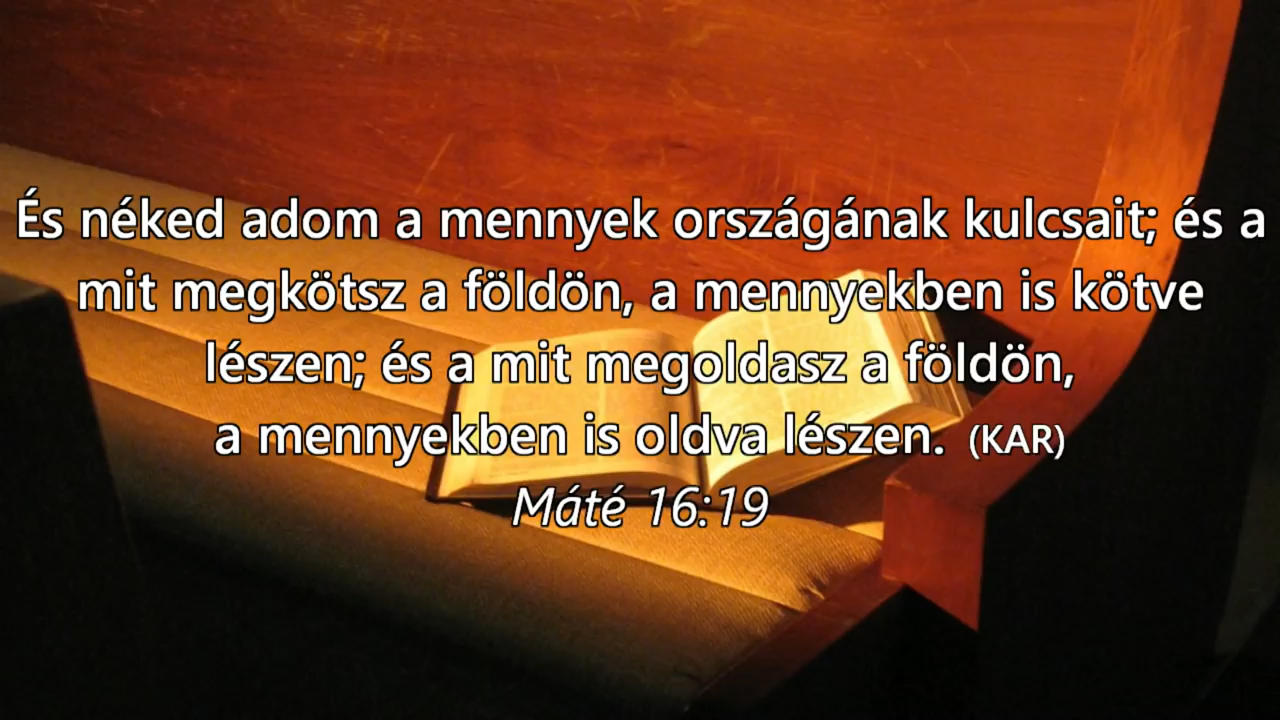 És néked adom a mennyek országának kulcsait; és a
mit megkötsz a földön, a mennyekben is kötve
lészen; és a mit megoldasz a földön,
a mennyekben is oldva lészen. (KAR)
Máté 16:19